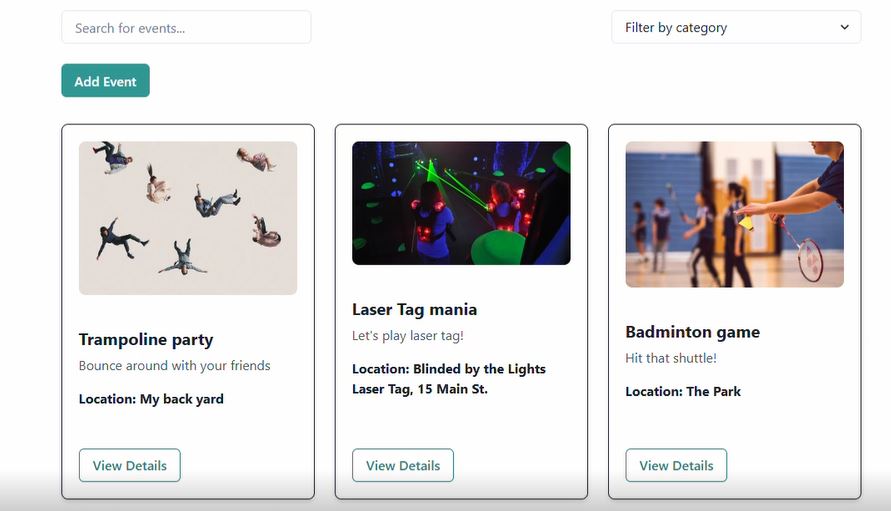 Search for events...
Filter by category
Add Event
Trampoline party
Bounce around with your friends
Location: My back yard
View Details
Laser Tag mania
Let's play laser tag!
Location: Blinded by the Lights
Laser Tag, 15 Main St.
View Details
Badminton game
Hit that shuttle!
Location: The Park
View Details